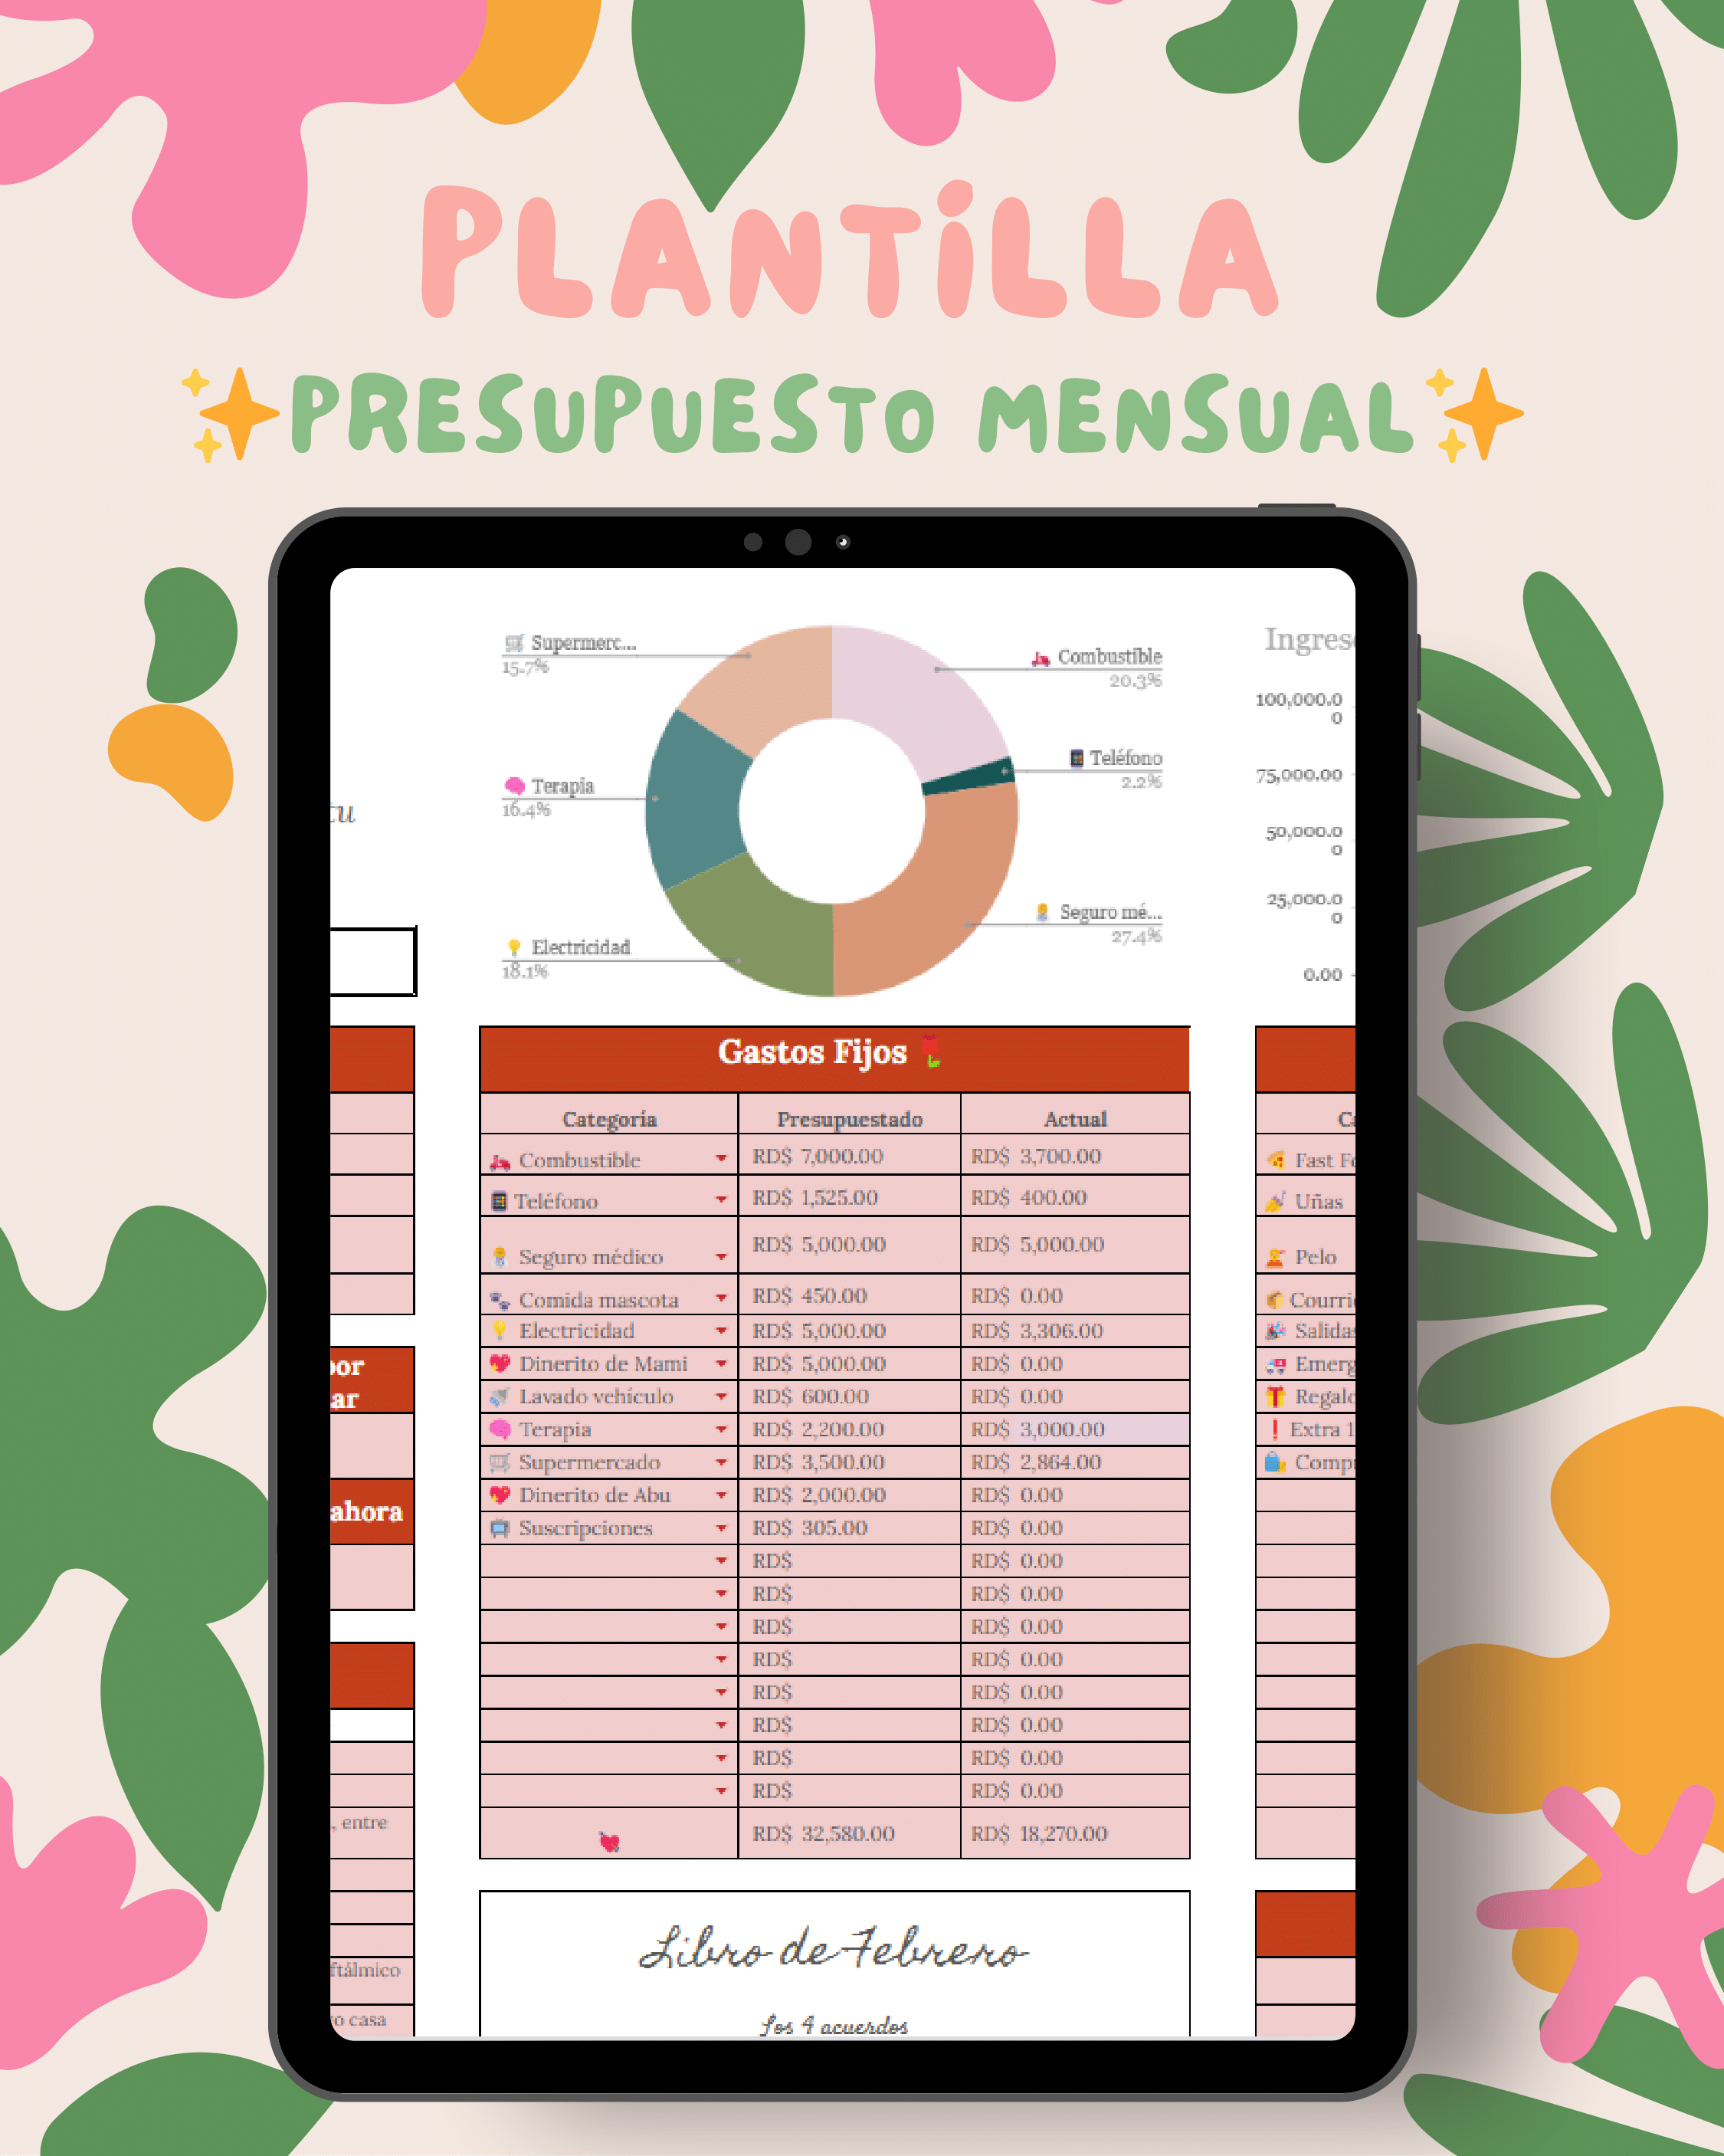 PLANTILLA
✨PRESUPUESTO MENSUAL✨
🛒 Supermerc...
15.7%
🧠 Terapia
16.4%
💡 Electricidad
18.1%
🛵 Combustible
20.3%
📱 Teléfono
2.2%
Seguro mé...
27.4%
Ingres
100,000.0
0
75,000.00
50,000.0
0
25,000.0
0
0.00
tu
Gastos Fijos 🌷
Categoría Presupuestado Actual
🛵 Combustible RD$ 7,000.00 RD$ 3,700.00
📱 Teléfono RD$ 1,525.00 RD$ 400.00
Seguro médico RD$ 5,000.00 RD$ 5,000.00
🐾 Comida mascota RD$ 450.00 RD$ 0.00
💡 Electricidad RD$ 5,000.00 RD$ 3,306.00
💖 Dinerito de Mami RD$ 5,000.00 RD$ 0.00
🚿 Lavado vehículo RD$ 600.00 RD$ 0.00
🧠 Terapia RD$ 2,200.00 RD$ 3,000.00
🛒 Supermercado RD$ 3,500.00 RD$ 2,864.00
💖 Dinerito de Abu RD$ 2,000.00 RD$ 0.00
📺 Suscripciones RD$ 305.00 RD$ 0.00
RD$ RD$ 0.00
RD$ RD$ 0.00
RD$ RD$ 0.00
RD$ RD$ 0.00
RD$ RD$ 0.00
RD$ RD$ 0.00
RD$ RD$ 0.00
RD$ RD$ 0.00
💘 RD$ 32,580.00 RD$ 18,270.00
Libro de Febrero
Los 4 acuerdos
por
ar
ahora
, entre
ftálmico
o casa
Ca
🍕 Fast Fo
💅 Uñas
💇 Pelo
📦 Courri
🎉 Salidas
🚑 Emerg
🎁 Regalo
❗ Extra 1
🛍️ Comp